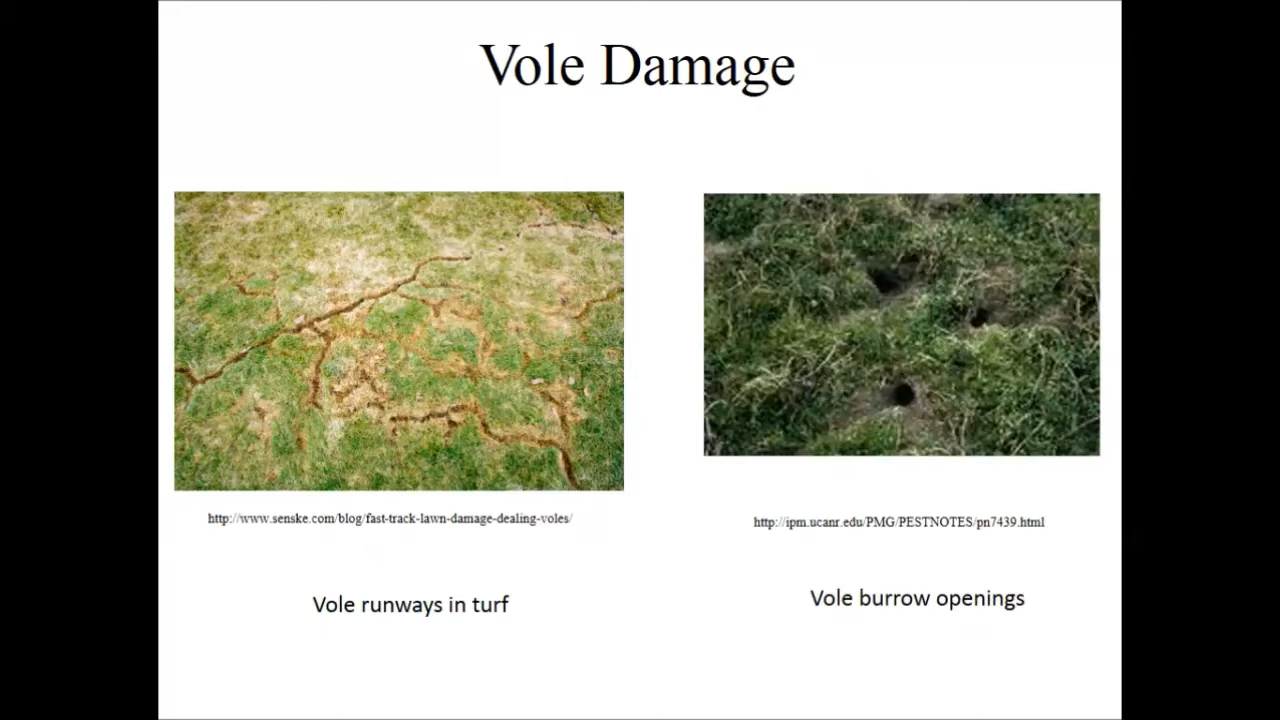 Vole Damage
http://www.senske.com/blog/fast-track-lawn-damage-dealing-voles/
http://ipm.ucanr.edu/PMG/PESTNOTES/pn7439.html
Vole runways in turf
Vole burrow openings